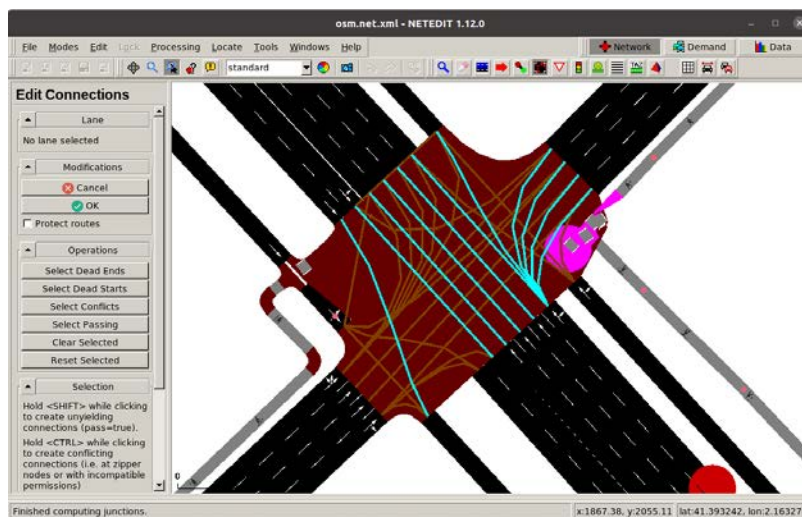 osm.net.xml - NETEDIT 1.12.0
File Modes Edit Lock Processing Locate Tools Windows Help
Network Demand Data
standard
TAZ
Edit Connections
Lane
No lane selected
Modifications
Cancel
OK
Protect routes
Operations
Select Dead Ends
Select Dead Starts
Select Conflicts
Select Passing
Clear Selected
Reset Selected
Selection
Hold <SHIFT> while clicking
to create unyielding
connections (pass=true).
Hold <CTRL> while clicking
to create conflicting
connections (i.e. at zipper
nodes or with incompatible
permissions)
0
Finished computing junctions.
x:1867.38, y:2055.11
lat:41.393242, lon:2.16327